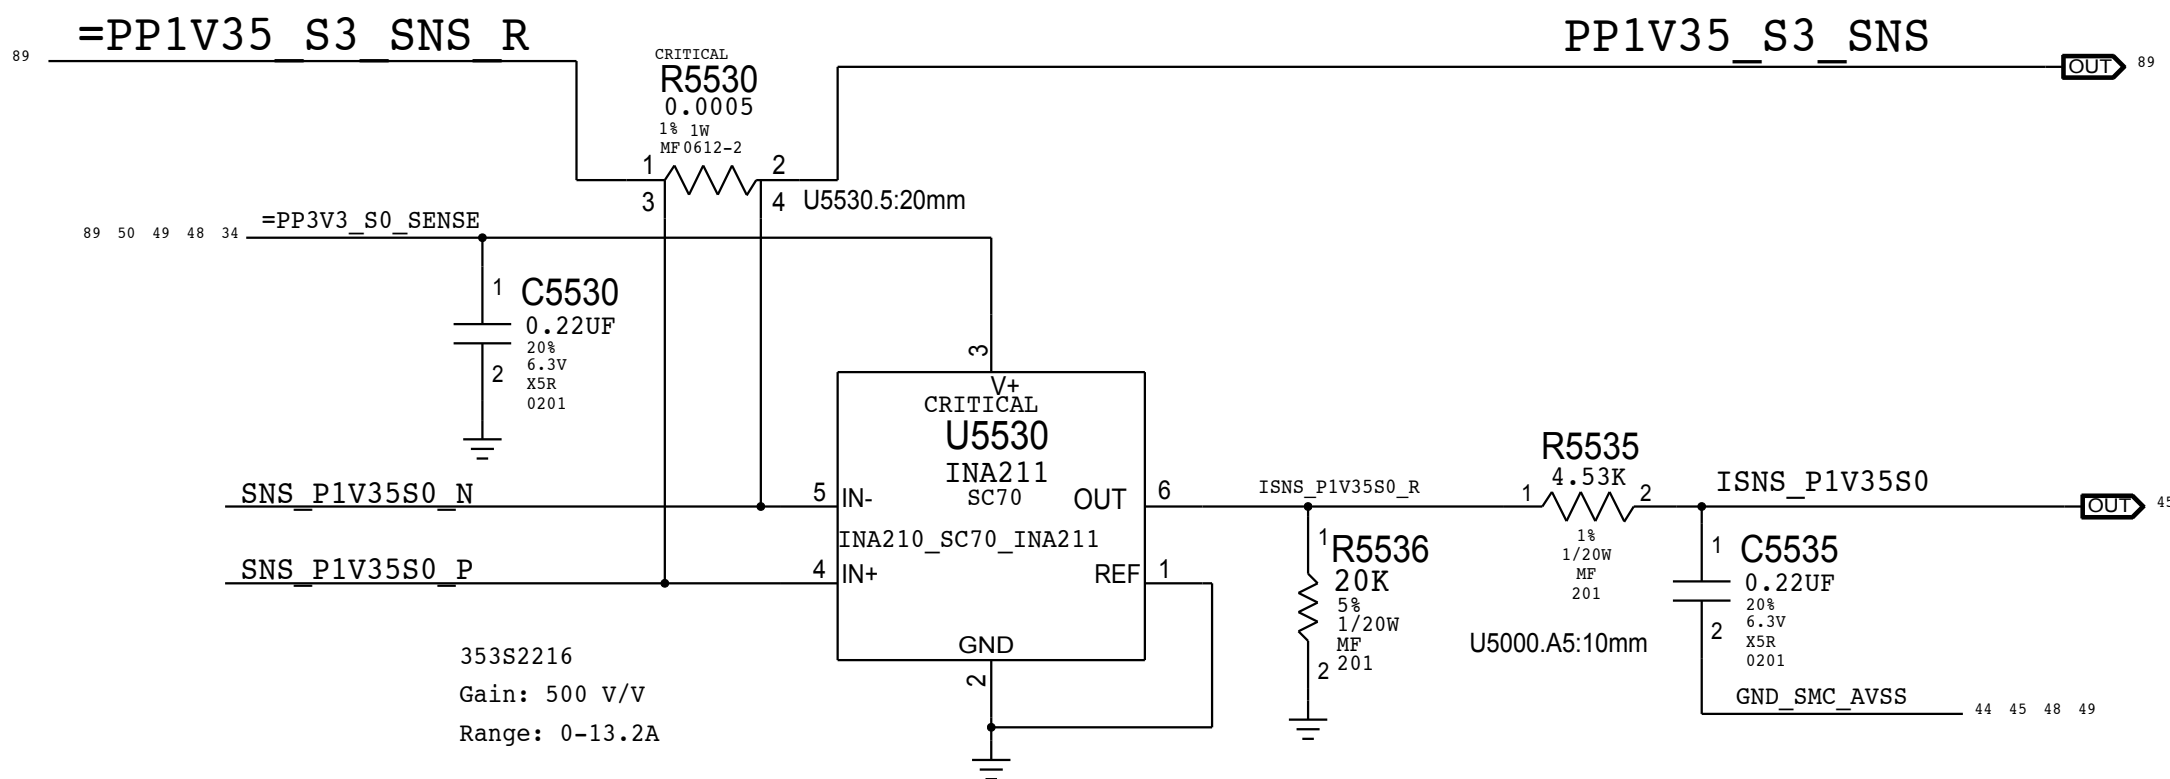 =PP1V35_S3_SNS_R
PP1V35_S3_SNS
89
OUT
89
CRITICAL
R5530
0.0005
1% 1W
MF 0612-2
1
2
3
4
U5530.5:20mm
=PP3V3_S0_SENSE
89 50 49 48 34
1
C5530
0.22UF
20%
6.3V
X5R
0201
2
3
V+
CRITICAL
U5530
INA211
SC70
INA210_SC70_INA211
SNS_P1V35S0_N
5
IN-
OUT
6
ISNS_P1V35S0_R
SNS_P1V35S0_P
4
IN+
REF
1
GND
2
R5535
4.53K
1
2
1%
1/20W
MF
201
ISNS_P1V35S0
OUT
45
1
R5536
20K
5%
1/20W
MF
201
2
U5000.A5:10mm
1
C5535
0.22UF
20%
6.3V
X5R
0201
2
GND_SMC_AVSS
44 45 48 49
353S2216
Gain: 500 V/V
Range: 0-13.2A